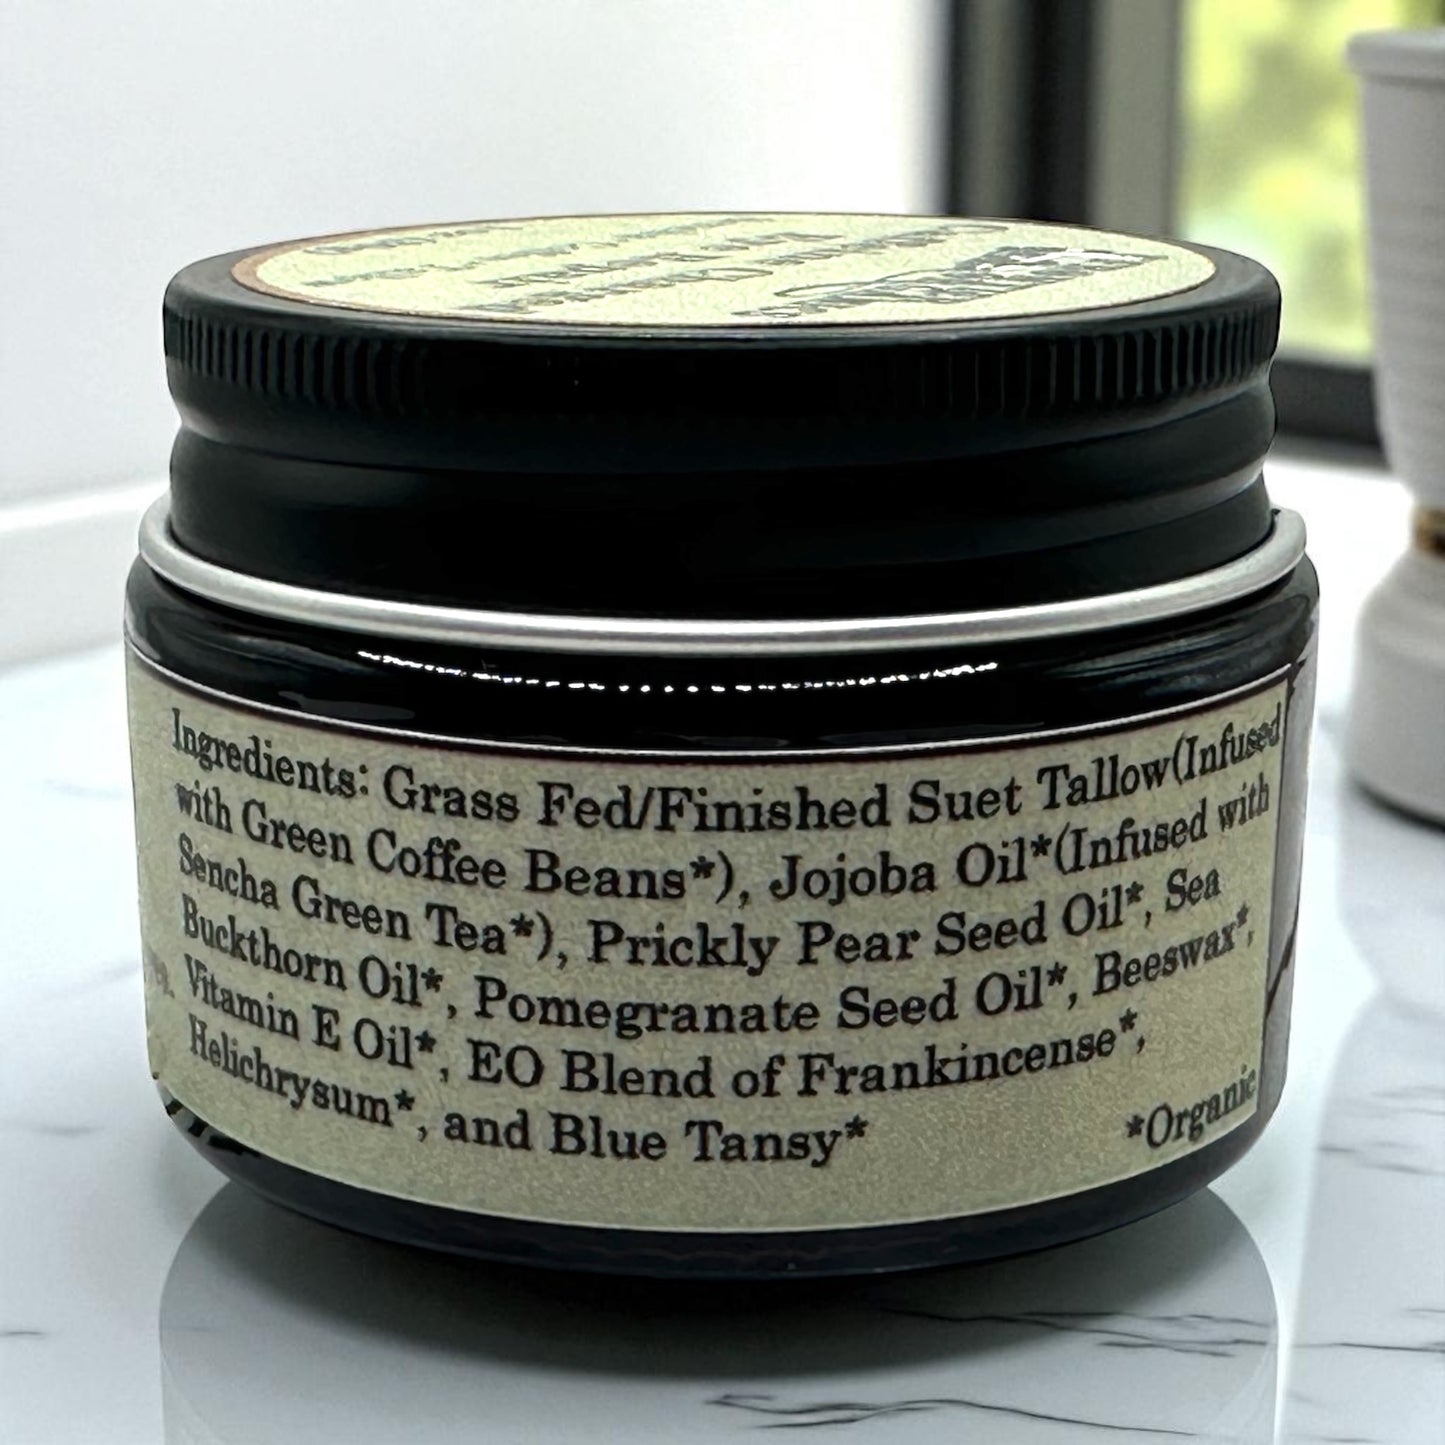 Ingredients: Grass Fed/Finished Suet Tallow(Infused
with Green Coffee Beans*), Jojoba Oil*(Infused with
Sencha Green Tea*), Prickly Pear Seed Oil*, Sea
Buckthorn Oil*, Pomegranate Seed Oil*, Beeswax*,
Vitamin E Oil*, EO Blend of Frankincense*,
Helichrysum*, and Blue Tansy*
*Organic